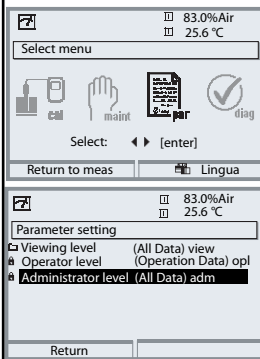 83.0%Air
25.6 °C
Select menu
cal maint par diag
Select: [enter]
Return to meas Lingua
83.0%Air
25.6 °C
Parameter setting
Viewing level (All Data) view
Operator level (Operation Data) opl
Administrator level (All Data) adm
Return